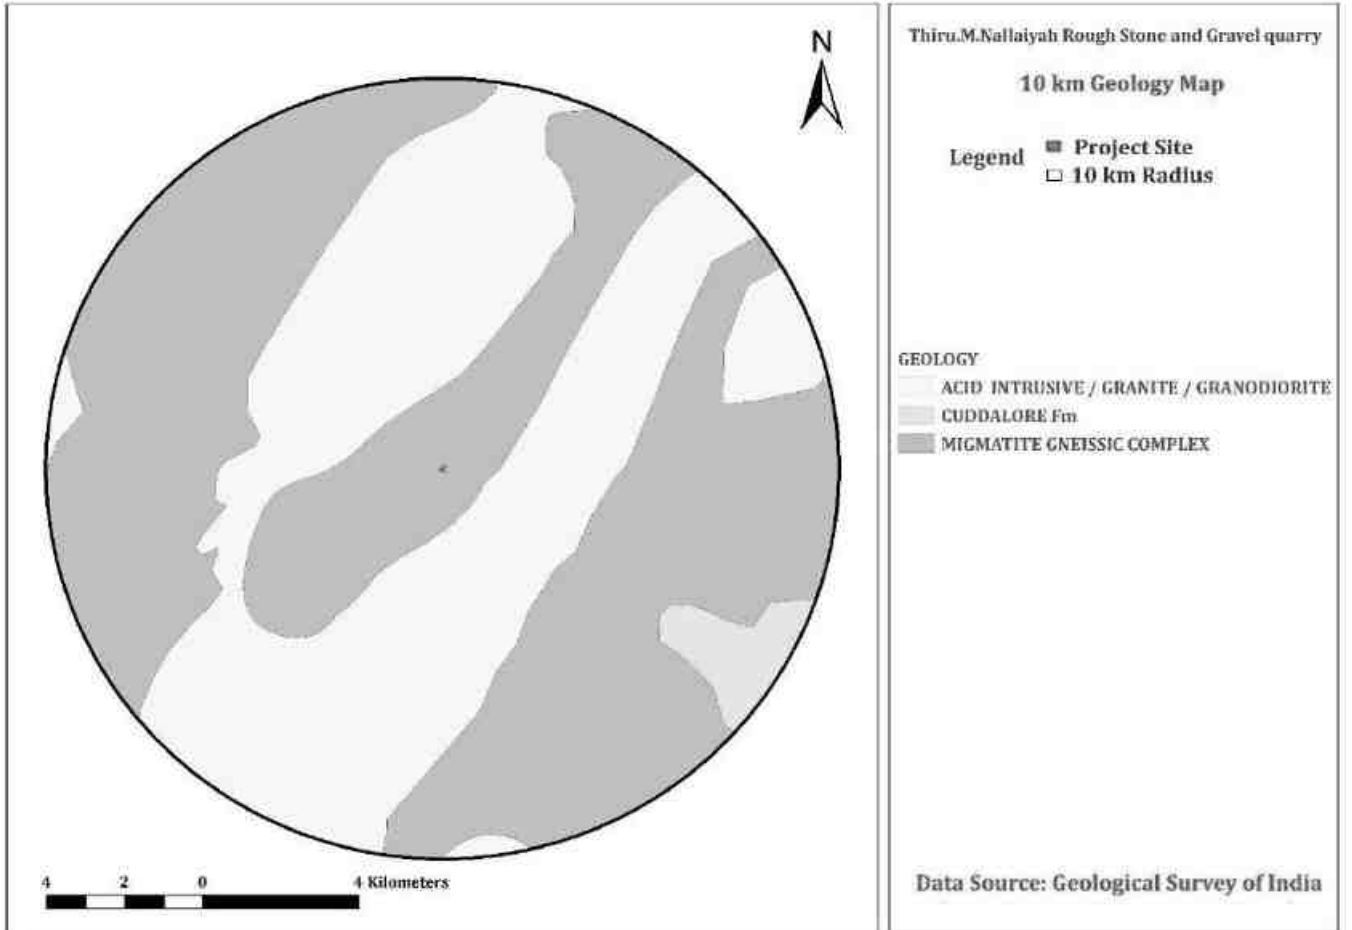 N
4 2 0 4 Kilometers
Thiru.M.Nallaiyah Rough Stone and Gravel quarry
10 km Geology Map
Legend
Project Site
10 km Radius
GEOLOGY
ACID INTRUSIVE / GRANITE / GRANODIORITE
CUDDALORE Fm
MIGMATITE GNEISSIC COMPLEX
Data Source: Geological Survey of India